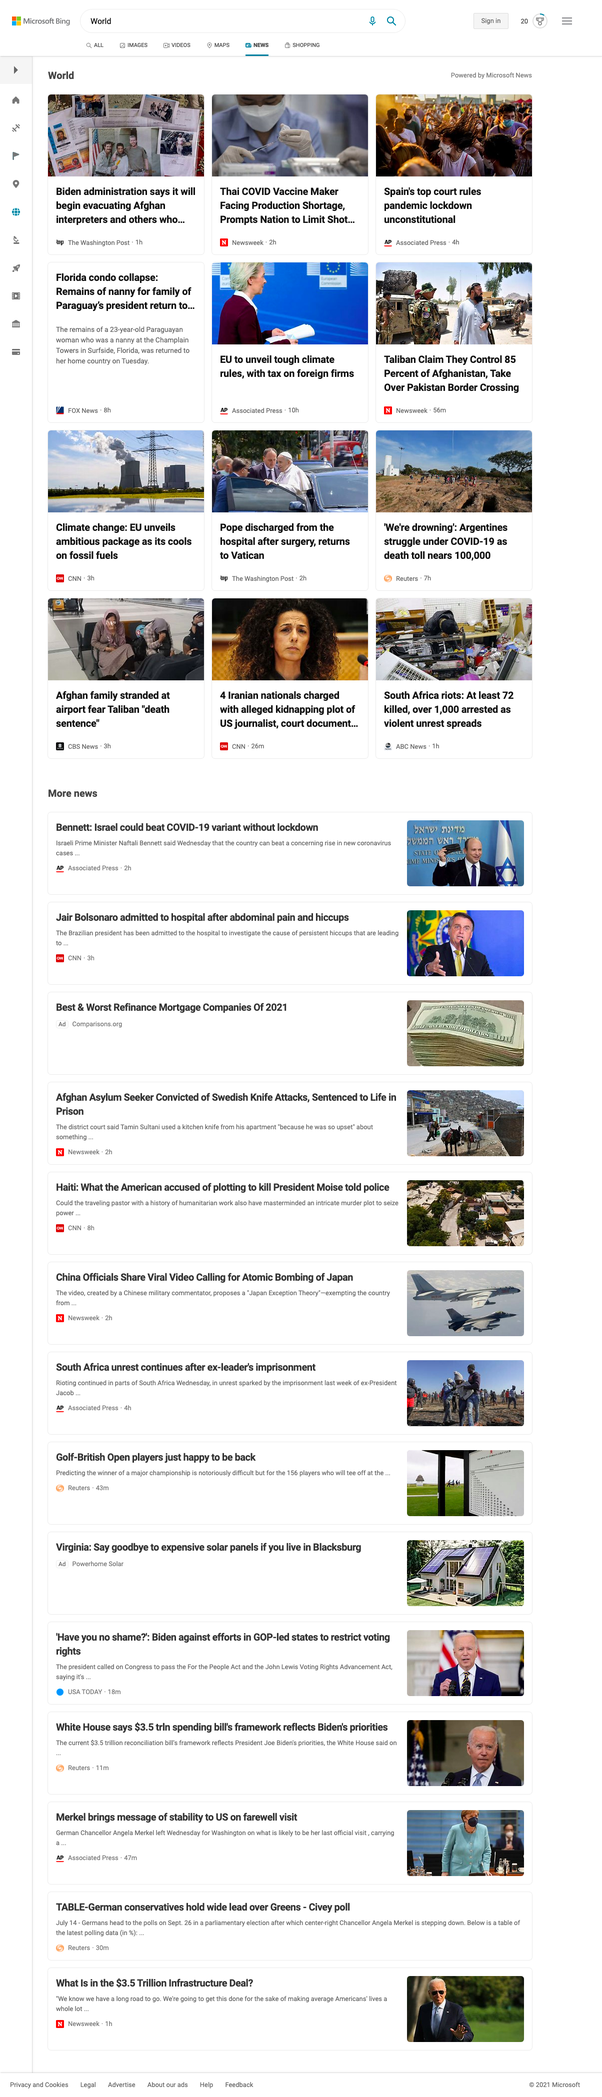 Microsoft Bing
World
Sign in
20
ALL
IMAGES
VIDEOS
MAPS
NEWS
SHOPPING
World
Powered by Microsoft News
Biden administration says it will
begin evacuating Afghan
interpreters and others who...
The Washington Post · 1h
Thai COVID Vaccine Maker
Facing Production Shortage,
Prompts Nation to Limit Shot...
Newsweek · 2h
Spain's top court rules
pandemic lockdown
unconstitutional
Associated Press · 4h
Florida condo collapse:
Remains of nanny for family of
Paraguay's president return to...
The remains of a 23-year-old Paraguayan
woman who was a nanny at the Champlain
Towers in Surfside, Florida, was returned to
her home country on Tuesday.
FOX News · 8h
EU to unveil tough climate
rules, with tax on foreign firms
Associated Press · 10h
Taliban Claim They Control 85
Percent of Afghanistan, Take
Over Pakistan Border Crossing
Newsweek · 56m
Climate change: EU unveils
ambitious package as its cools
on fossil fuels
CNN · 3h
Pope discharged from the
hospital after surgery, returns
to Vatican
The Washington Post · 2h
'We're drowning': Argentines
struggle under COVID-19 as
death toll nears 100,000
Reuters · 7h
Afghan family stranded at
airport fear Taliban "death
sentence"
CBS News · 3h
4 Iranian nationals charged
with alleged kidnapping plot of
US journalist, court document...
CNN · 26m
South Africa riots: At least 72
killed, over 1,000 arrested as
violent unrest spreads
ABC News · 1h
More news
Bennett: Israel could beat COVID-19 variant without lockdown
Israeli Prime Minister Naftali Bennett said Wednesday that the country can beat a concerning rise in new coronavirus
cases ...
Associated Press · 2h
Jair Bolsonaro admitted to hospital after abdominal pain and hiccups
The Brazilian president has been admitted to the hospital to investigate the cause of persistent hiccups that are leading
to ...
CNN · 3h
Best & Worst Refinance Mortgage Companies Of 2021
Ad Comparisons.org
Afghan Asylum Seeker Convicted of Swedish Knife Attacks, Sentenced to Life in
Prison
The district court said Tamin Sultani used a kitchen knife from his apartment "because he was so upset" about
something ...
Newsweek · 2h
Haiti: What the American accused of plotting to kill President Moise told police
Could the traveling pastor with a history of humanitarian work also have masterminded an intricate murder plot to seize
power ...
CNN · 8h
China Officials Share Viral Video Calling for Atomic Bombing of Japan
The video, created by a Chinese military commentator, proposes a "Japan Exception Theory"—exempting the country
from ...
Newsweek · 2h
South Africa unrest continues after ex-leader's imprisonment
Rioting continued in parts of South Africa Wednesday, in unrest sparked by the imprisonment last week of ex-President
Jacob ...
Associated Press · 4h
Golf-British Open players just happy to be back
Predicting the winner of a major championship is notoriously difficult but for the 156 players who will tee off at the ...
Reuters · 43m
Virginia: Say goodbye to expensive solar panels if you live in Blacksburg
Ad Powerhome Solar
'Have you no shame?': Biden against efforts in GOP-led states to restrict voting
rights
The president called on Congress to pass the For the People Act and the John Lewis Voting Rights Advancement Act,
saying it's ...
USA TODAY · 18m
White House says $3.5 trln spending bill's framework reflects Biden's priorities
The current $3.5 trillion reconciliation bill's framework reflects President Joe Biden's priorities, the White House said on
...
Reuters · 11m
Merkel brings message of stability to US on farewell visit
German Chancellor Angela Merkel left Wednesday for Washington on what is likely to be her last official visit , carrying
a ...
Associated Press · 47m
TABLE-German conservatives hold wide lead over Greens - Civey poll
July 14 - Germans head to the polls on Sept. 26 in a parliamentary election after which center-right Chancellor Angela Merkel is stepping down. Below is a table of
the latest polling data (in %): ...
Reuters · 30m
What Is in the $3.5 Trillion Infrastructure Deal?
"We know we have a long road to go. We're going to get this done for the sake of making average Americans' lives a
whole lot ...
Newsweek · 1h
Privacy and Cookies
Legal
Advertise
About our ads
Help
Feedback
© 2021 Microsoft